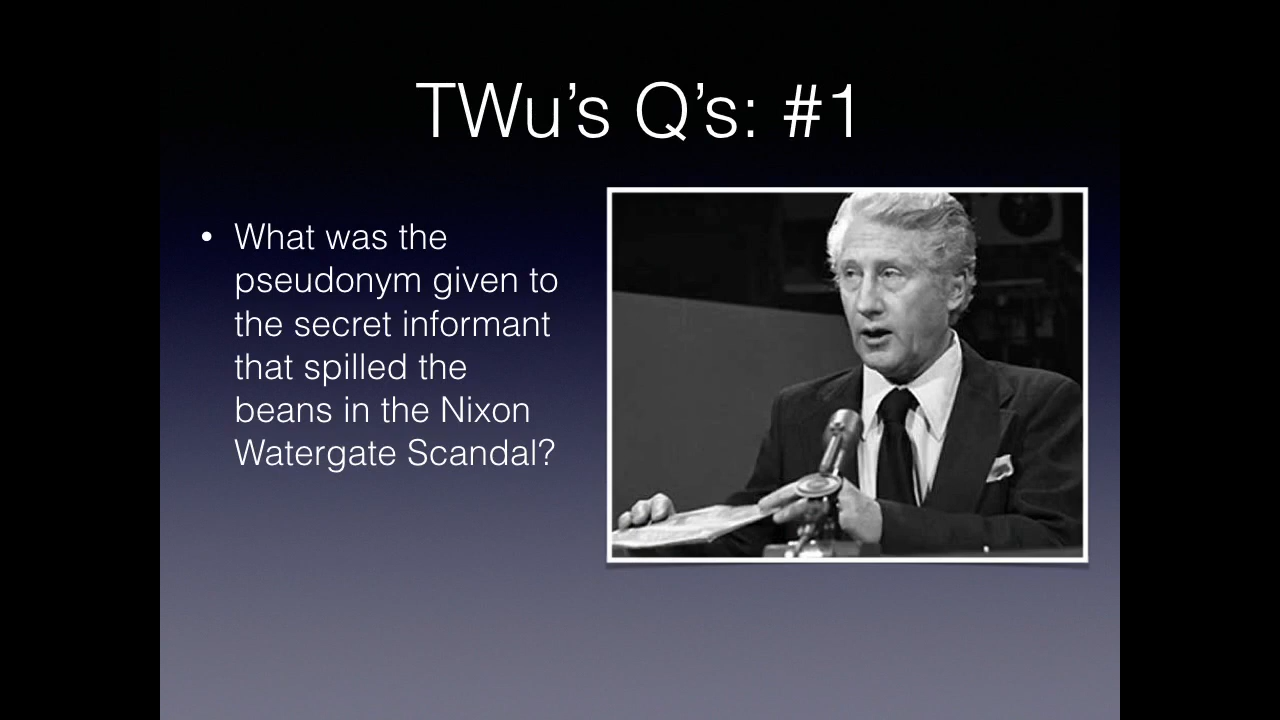 TWu’s Q’s: #1
• What was the
pseudonym given to
the secret informant
that spilled the
beans in the Nixon
Watergate Scandal?